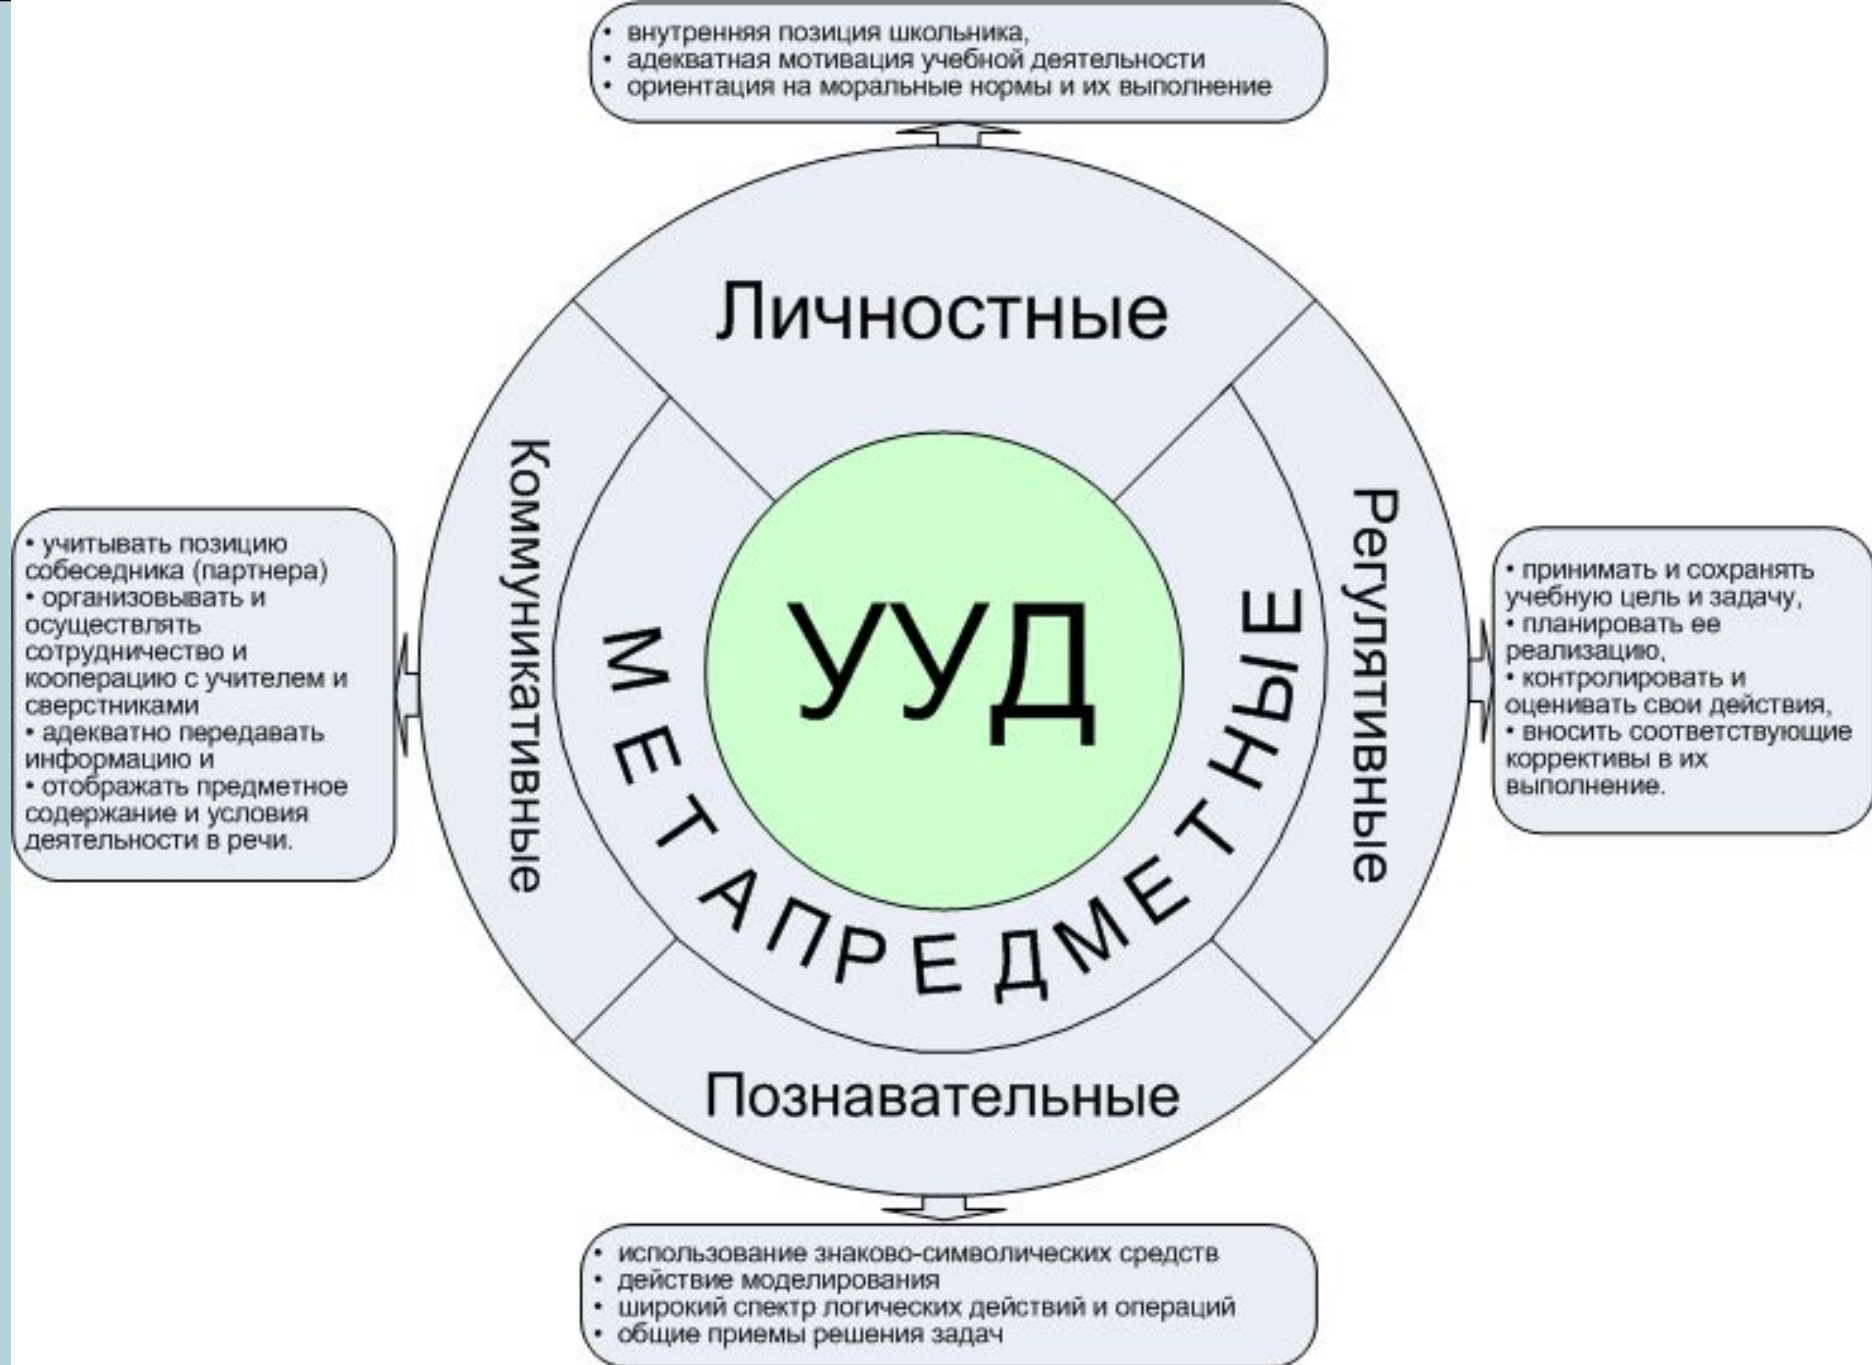 • внутренняя позиция школьника,
• адекватная мотивация учебной деятельности
• ориентация на моральные нормы и их выполнение
Личностные
Коммуникативные
• учитывать позицию
собеседника (партнера)
• организовывать и
осуществлять
сотрудничество и
кооперацию с учителем и
сверстниками
• адекватно передавать
информацию и
• отображать предметное
содержание и условия
деятельности в речи.
УУД
МЕТАПРЕДМЕТНЫЕ
Регулятивные
• принимать и сохранять
учебную цель и задачу,
• планировать ее
реализацию,
• контролировать и
оценивать свои действия,
• вносить соответствующие
коррективы в их
выполнение.
Познавательные
• использование знаково-символических средств
• действие моделирования
• широкий спектр логических действий и операций
• общие приемы решения задач